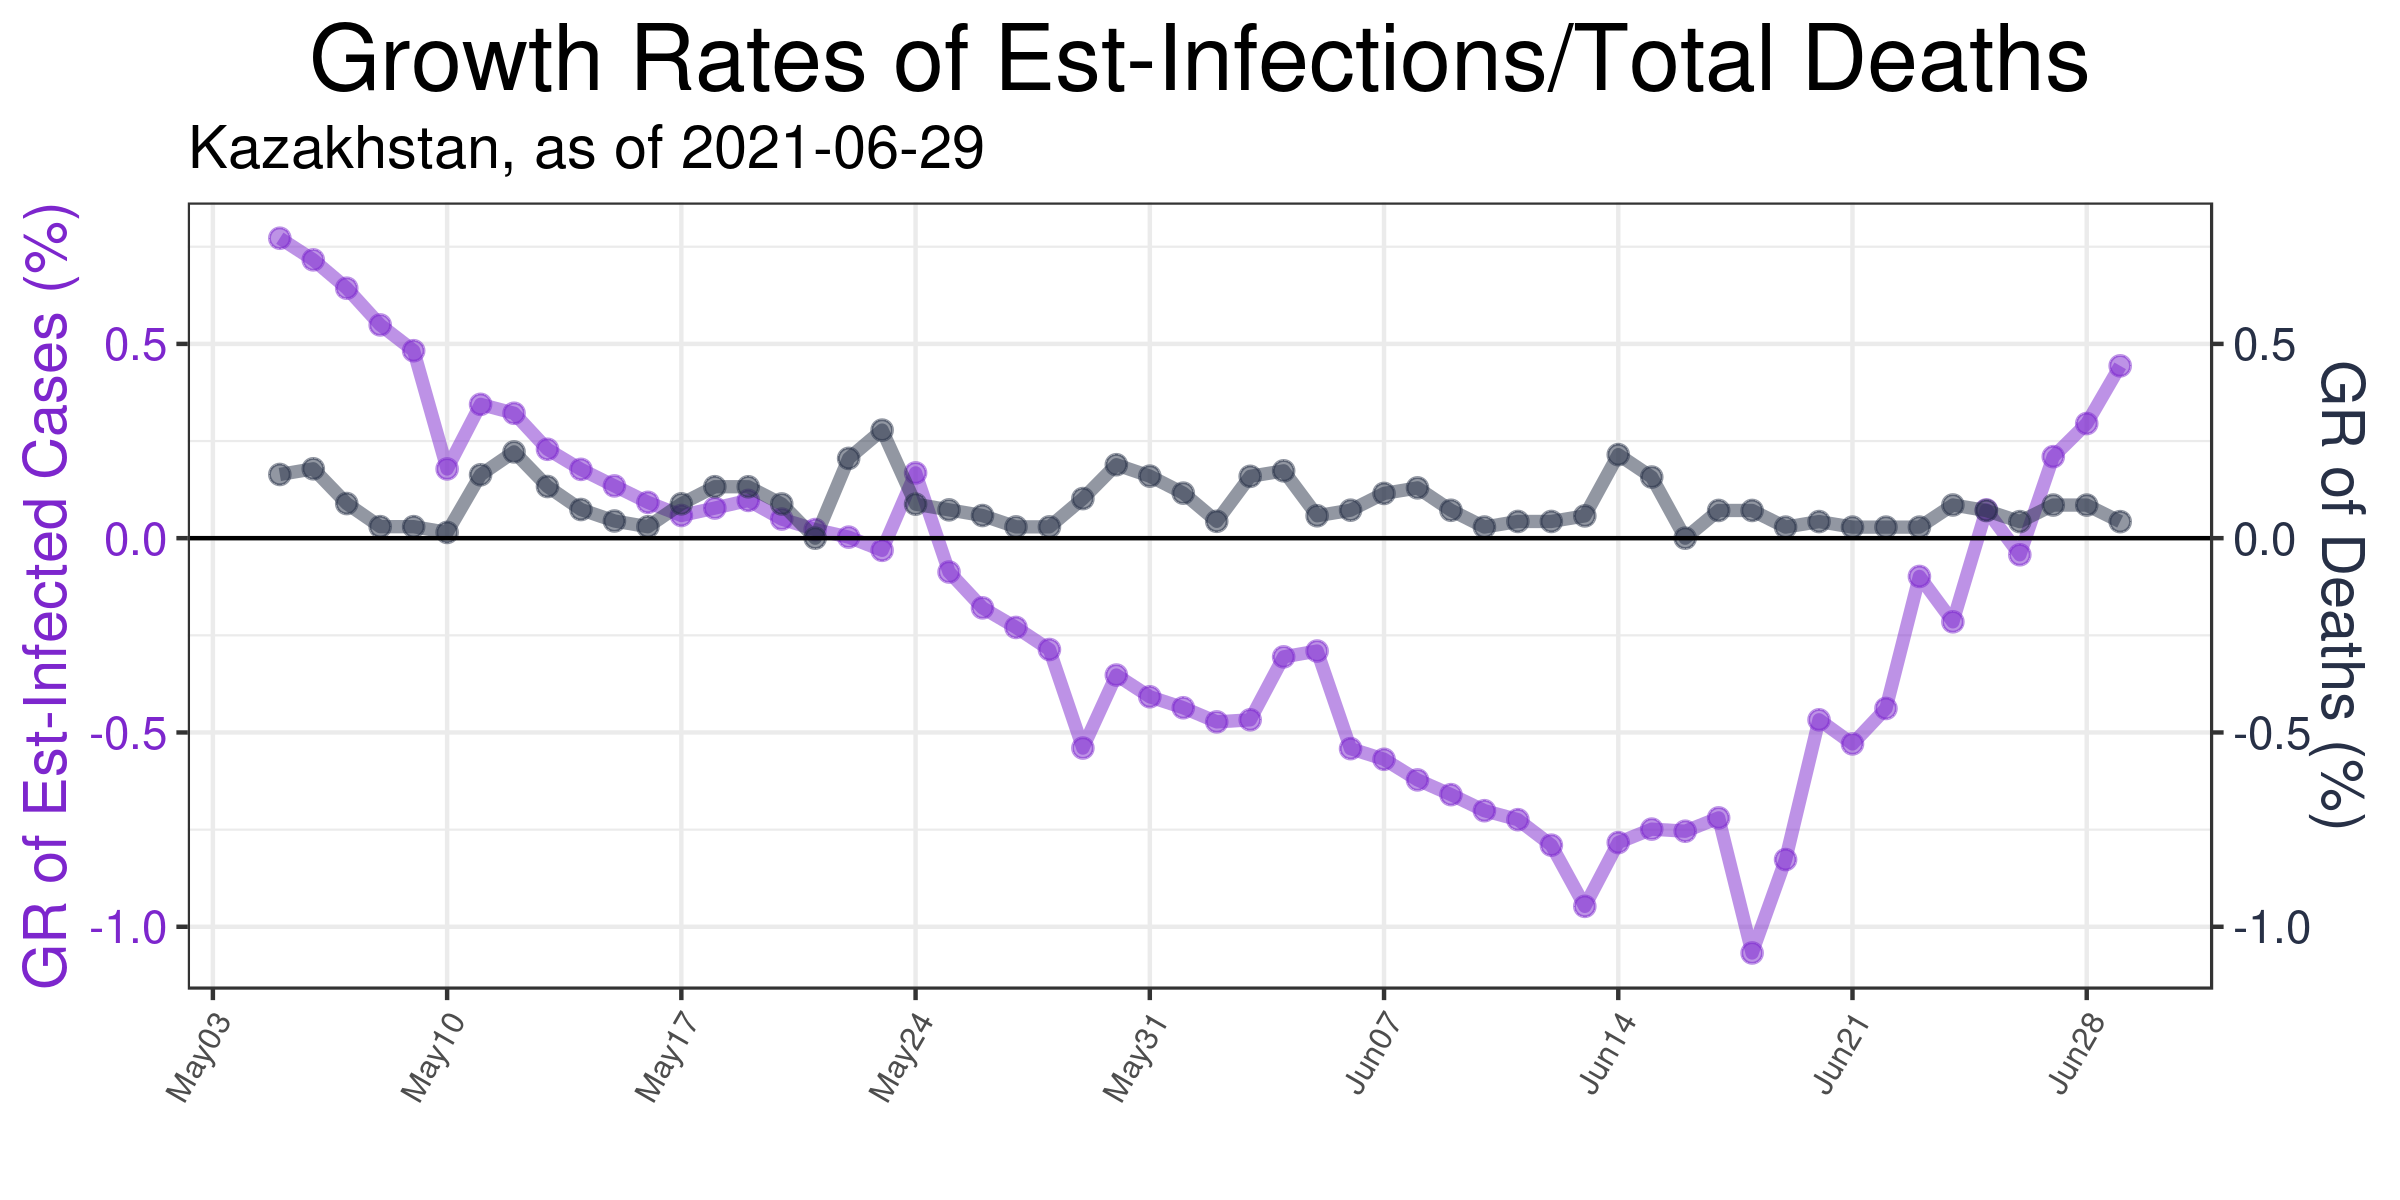 Growth Rates of Est-Infections/Total Deaths
Kazakhstan, as of 2021-06-29
GR of Est-Infected Cases (%)
0.5
0.0
-0.5
-1.0
0.5
0.0
-0.5
-1.0
GR of Deaths (%)
May03
May10
May17
May24
May31
Jun07
Jun14
Jun21
Jun28